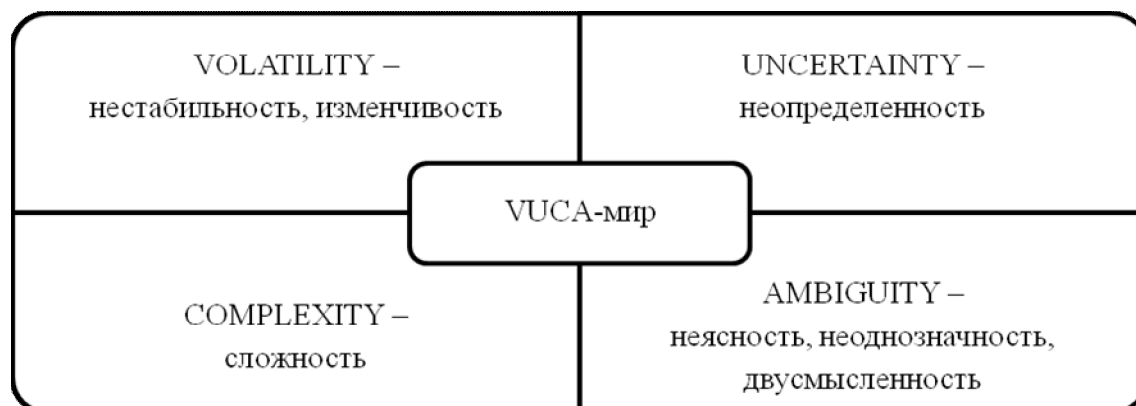 VOLATILITY –
нестабильность, изменчивость
UNCERTAINTY –
неопределенность
VUCA-мир
COMPLEXITY –
сложность
AMBIGUITY –
неясность, неоднозначность,
двусмысленность